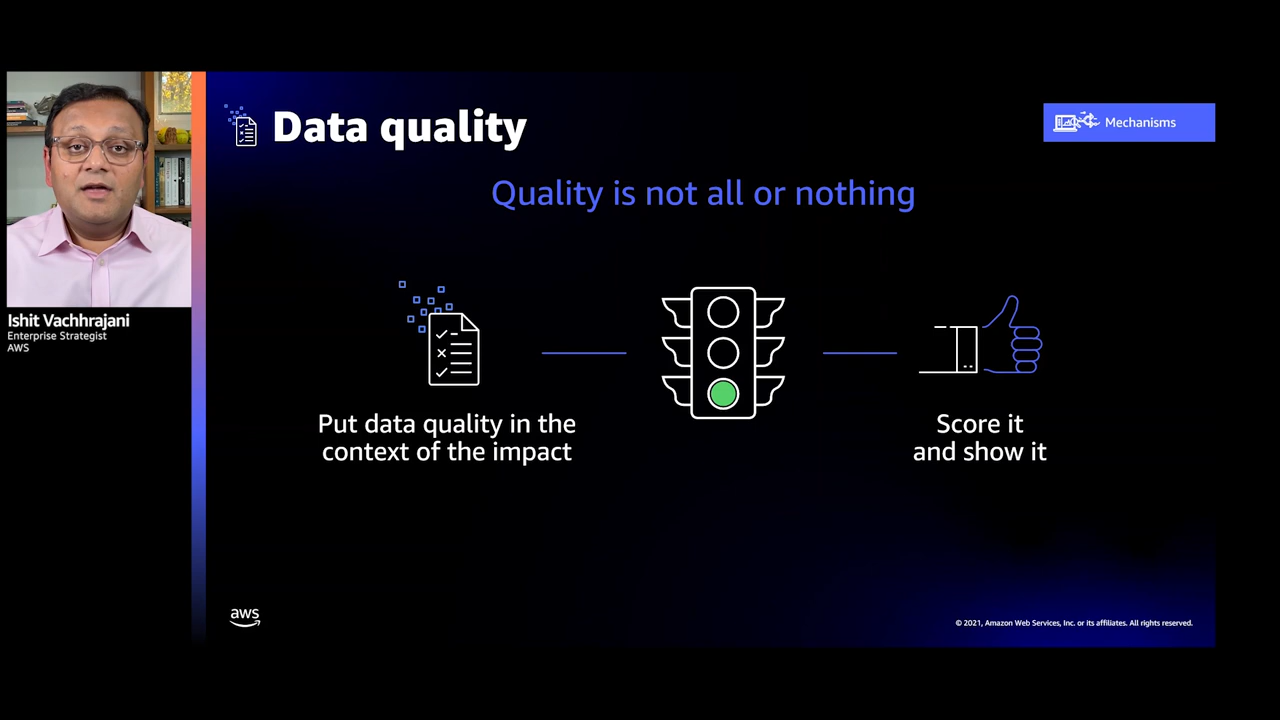 Data quality
Mechanisms
Quality is not all or nothing
Ishit Vachhrajani
Enterprise Strategist
AWS
Put data quality in the
context of the impact
Score it
and show it
aws
© 2021, Amazon Web Services, Inc. or its affiliates. All rights reserved.